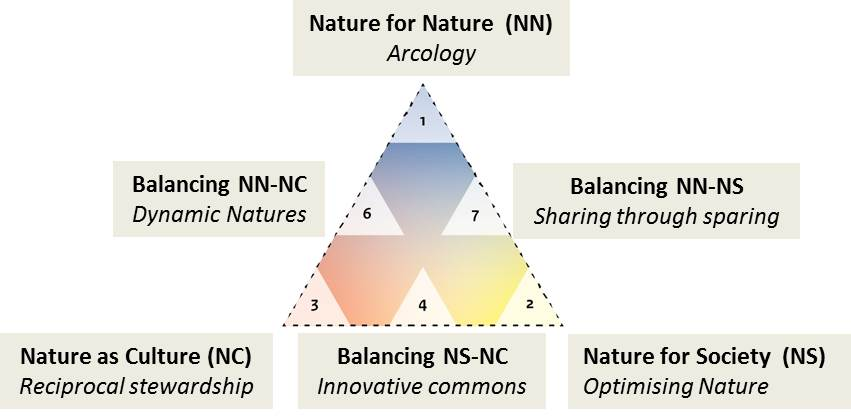 Nature for Nature (NN)
Arcology
1
Balancing NN-NC
Dynamic Natures
Balancing NN-NS
Sharing through sparing
6
7
3
4
2
Nature as Culture (NC)
Reciprocal stewardship
Balancing NS-NC
Innovative commons
Nature for Society (NS)
Optimising Nature